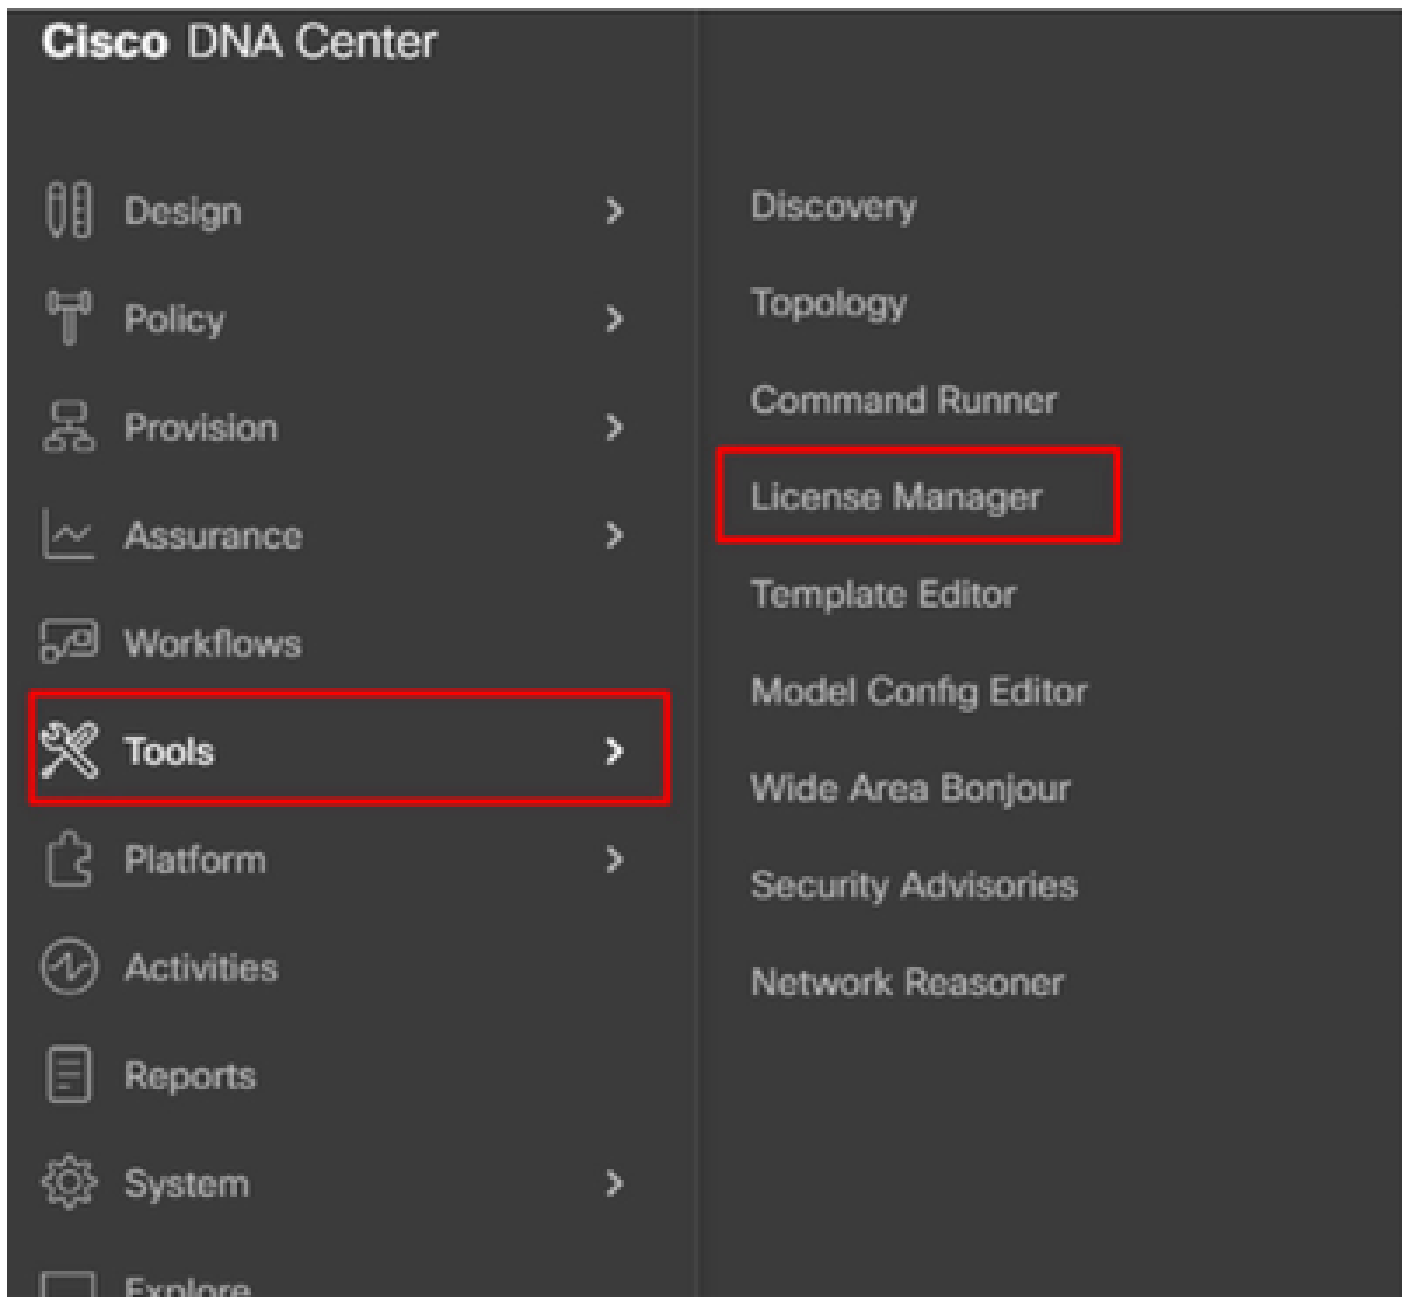 Cisco DNA Center
Design
Policy
Provision
Assurance
Workflows
Tools
Platform
Activities
Reports
System
Explore
Discovery
Topology
Command Runner
License Manager
Template Editor
Model Config Editor
Wide Area Bonjour
Security Advisories
Network Reasoner